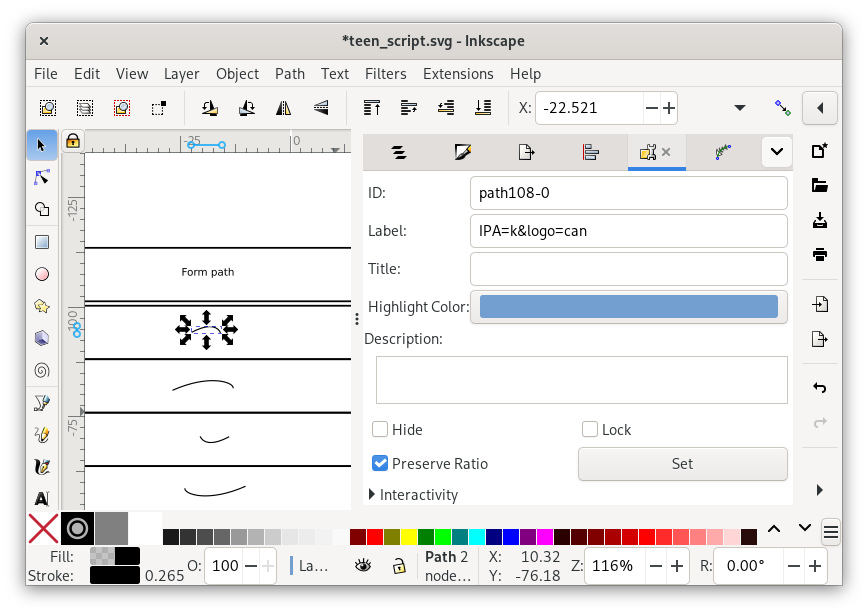 *teen_script.svg - Inkscape
File Edit View Layer Object Path Text Filters Extensions Help
X: -22.521
-25 0
ID: path108-0
-125
Label: IPA=k&logo=can
Title:
Form path
Highlight Color:
100
Description:
-75
Hide Lock
Preserve Ratio Set
Interactivity
Fill: O: 100 La... Path 2 X: 10.32 Z: 116% R: 0.00°
Stroke: 0.265 node... Y: -76.18